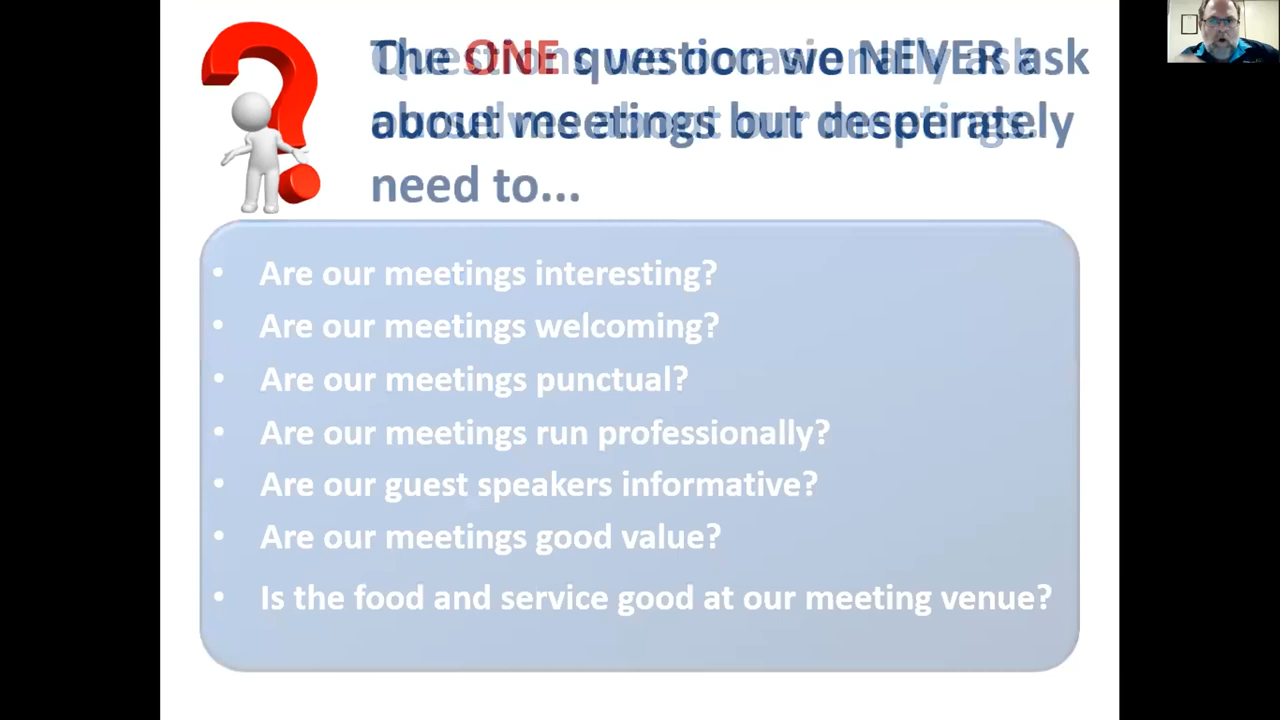 The ONE question we NEVER ask
about meetings but desperately
need to...
• Are our meetings interesting?
• Are our meetings welcoming?
• Are our meetings punctual?
• Are our meetings run professionally?
• Are our guest speakers informative?
• Are our meetings good value?
• Is the food and service good at our meeting venue?